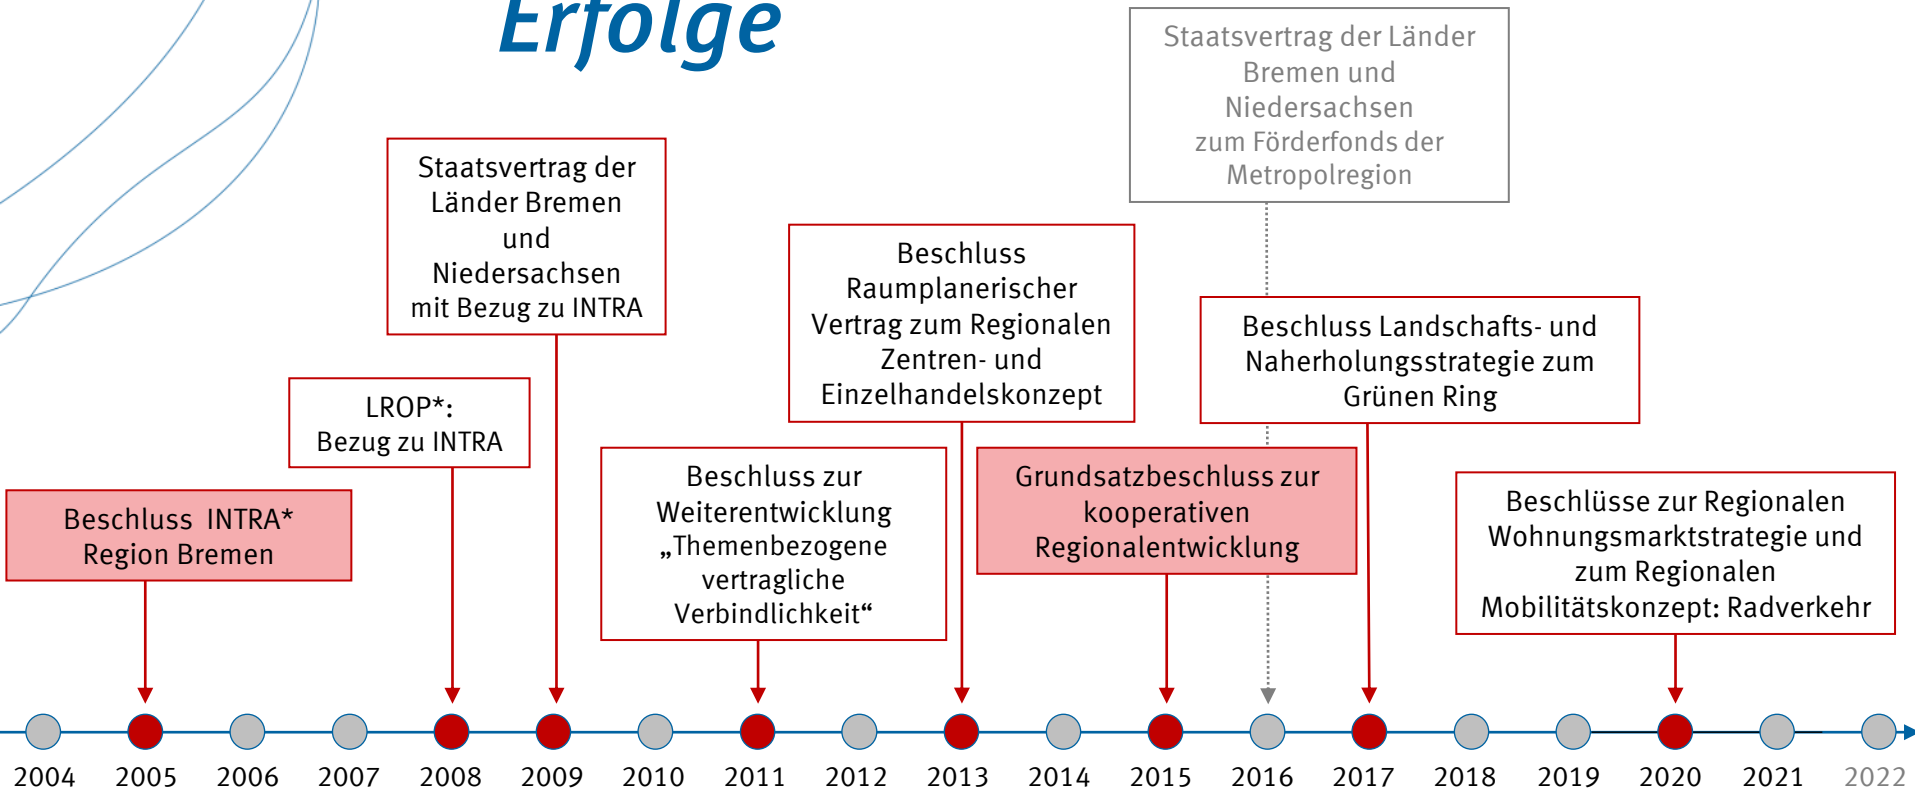 Erfolge
Staatsvertrag der Länder
Bremen und
Niedersachsen
zum Förderfonds der
Metropolregion
Staatsvertrag der
Länder Bremen
und
Niedersachsen
mit Bezug zu INTRA
Beschluss
Raumplanerischer
Vertrag zum Regionalen
Zentren- und
Einzelhandelskonzept
Beschluss Landschafts- und
Naherholungsstrategie zum
Grünen Ring
LROP*:
Bezug zu INTRA
Beschluss zur
Weiterentwicklung
„Themenbezogene
vertragliche
Verbindlichkeit“
Grundsatzbeschluss zur
kooperativen
Regionalentwicklung
Beschlüsse zur Regionalen
Wohnungsmarktstrategie und
zum Regionalen
Mobilitätskonzept: Radverkehr
Beschluss INTRA*
Region Bremen
2004 2005 2006 2007 2008 2009 2010 2011 2012 2013 2014 2015 2016 2017 2018 2019 2020 2021 2022